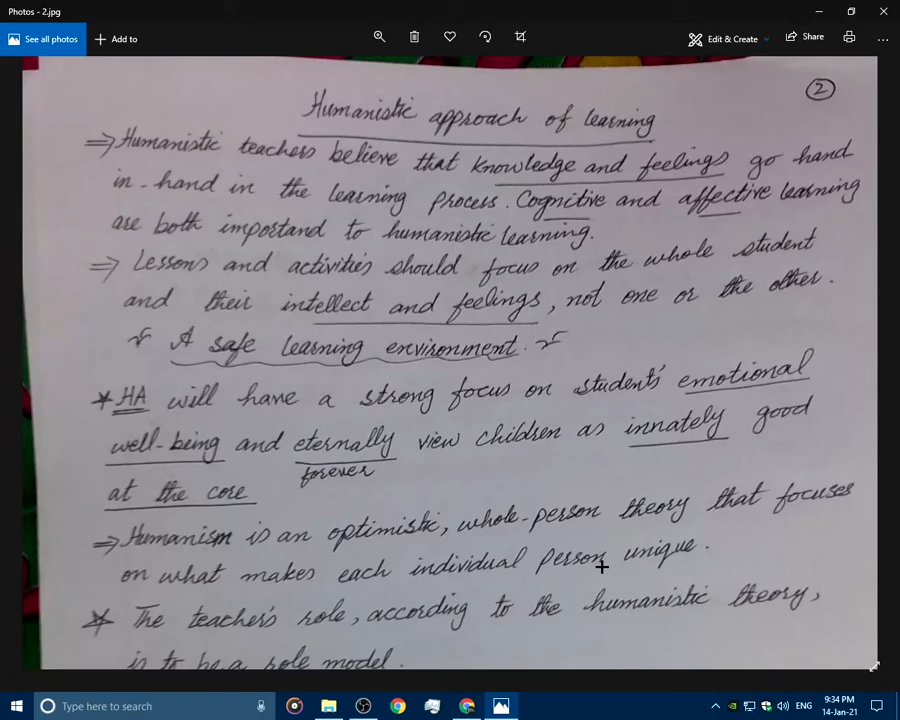 Photos - 2.jpg
See all photos
Add to
Edit & Create
Share
2
Humanistic approach of learning
⇒ Humanistic teachers believe that knowledge and feelings go hand
in-hand in the learning process. Cognitive and affective learning
are both importand to humanistic learning.
⇒ Lessons and activities should focus on the whole student
and their intellect and feelings, not one or the other.
A safe learning environment.
* HA will have a strong focus on student's emotional
well-being and eternally view children as innately good
forever
at the core
⇒ Humanism is an optimistic, whole-person theory that focuses
on what makes each individual person unique.
* The teacher's role, according to the humanistic theory,
is to be a role model.
Type here to search
ENG
9:34 PM
14-Jan-21